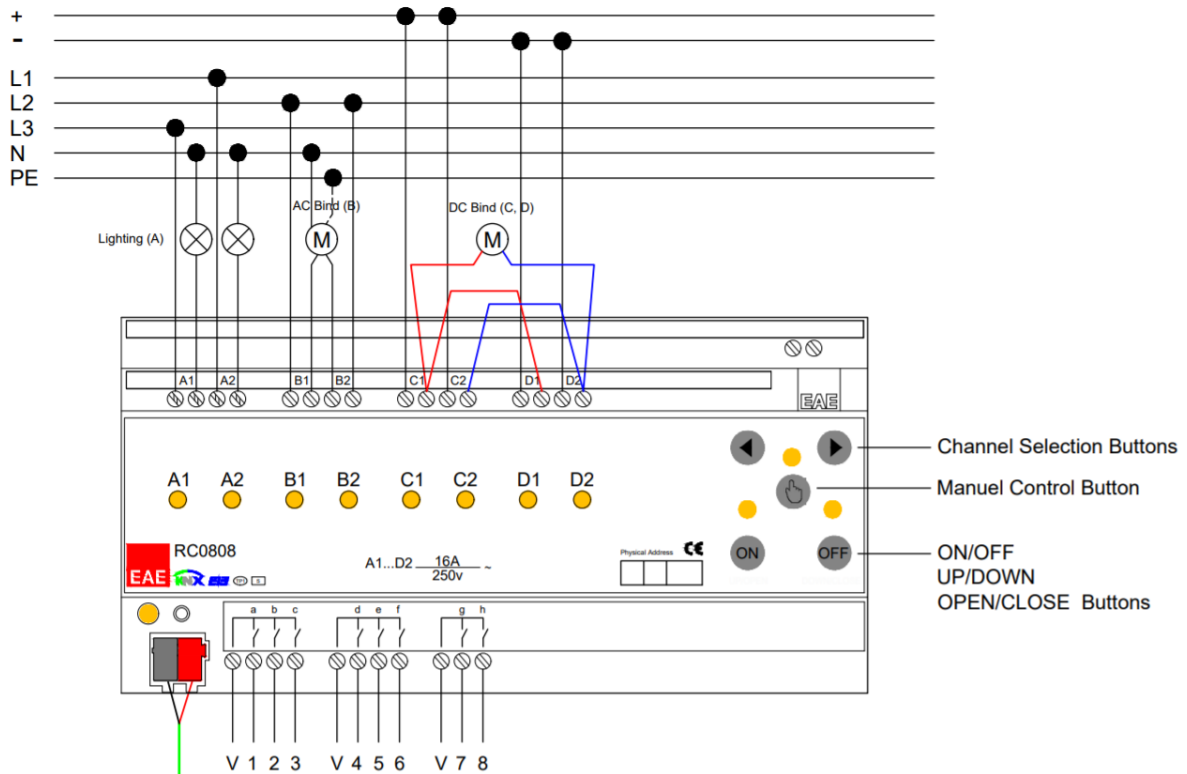 +
-
L1
L2
L3
N
PE
AC Bind (B)
DC Bind (C, D)
Lighting (A)
M
M
A1 A2 B1 B2 C1 C2 D1 D2
EAE
Channel Selection Buttons
A1 A2 B1 B2 C1 C2 D1 D2
Manuel Control Button
RC0808
Physical Address CE
ON OFF
ON/OFF
A1...D2 16A
250v ~
EAE KNX
UP/DOWN
OPEN/CLOSE Buttons
a b c d e f g h
V 1 2 3 V 4 5 6 V 7 8